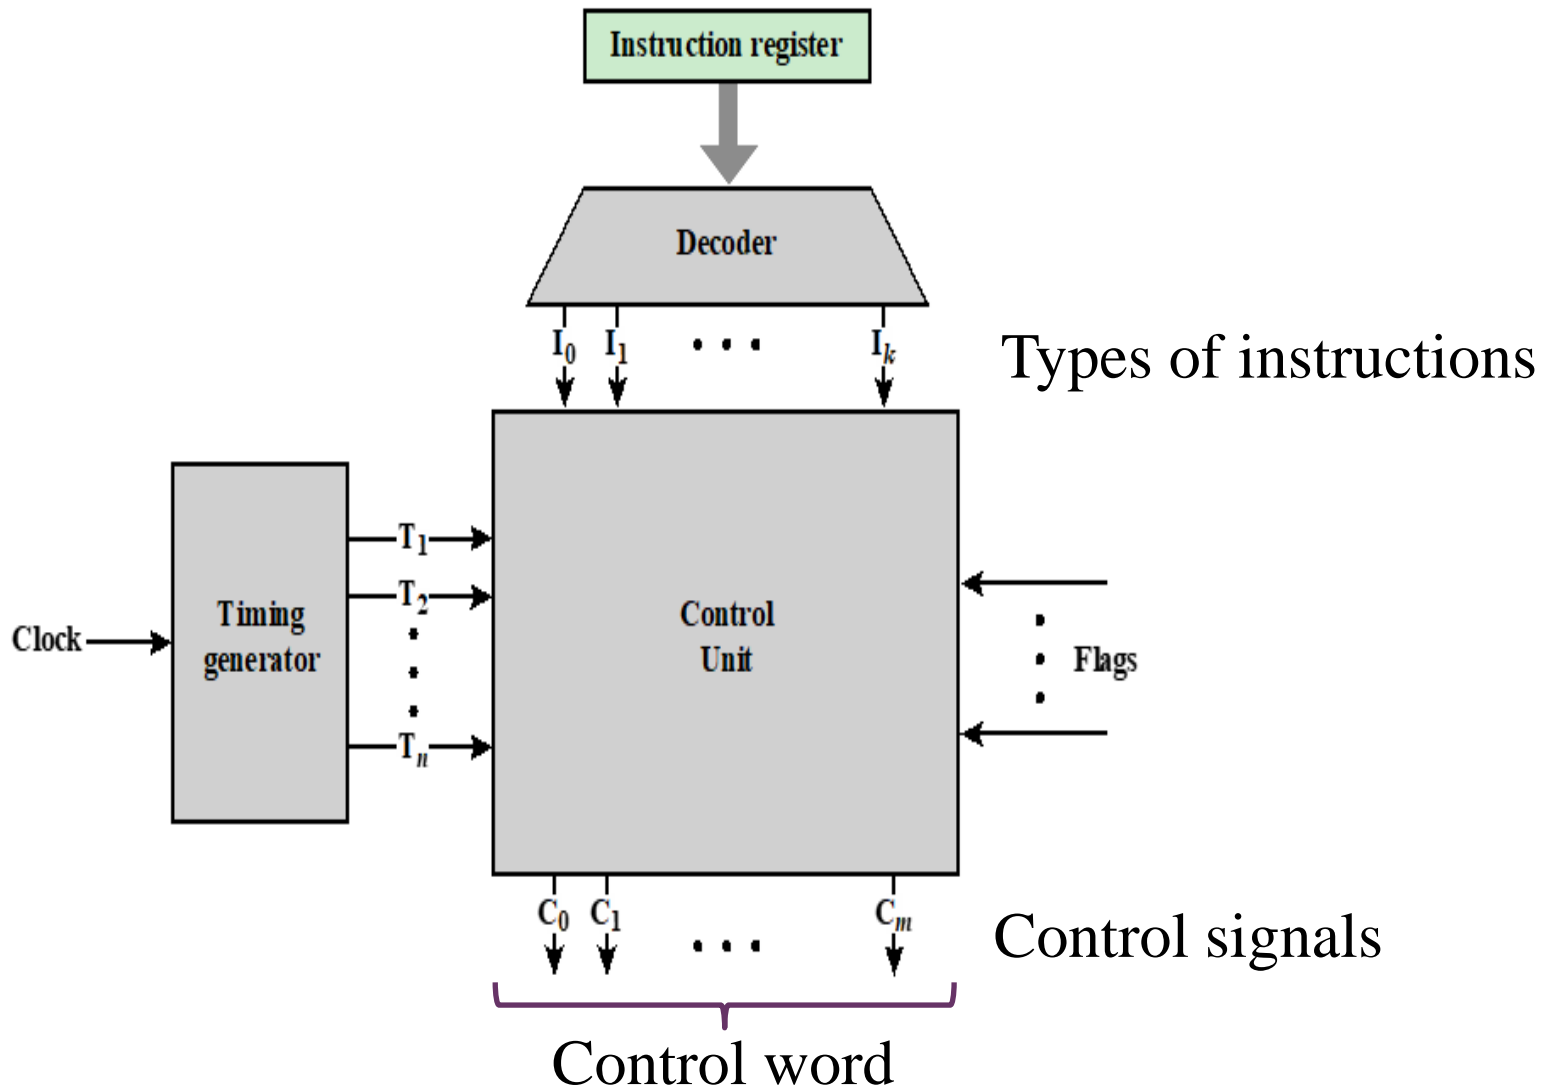 Instruction register
Decoder
I0 I1 • • • Ik
Types of instructions
T1
T2
Tn
Clock
Timing
generator
Control
Unit
Flags
C0 C1 • • • Cm
Control signals
Control word